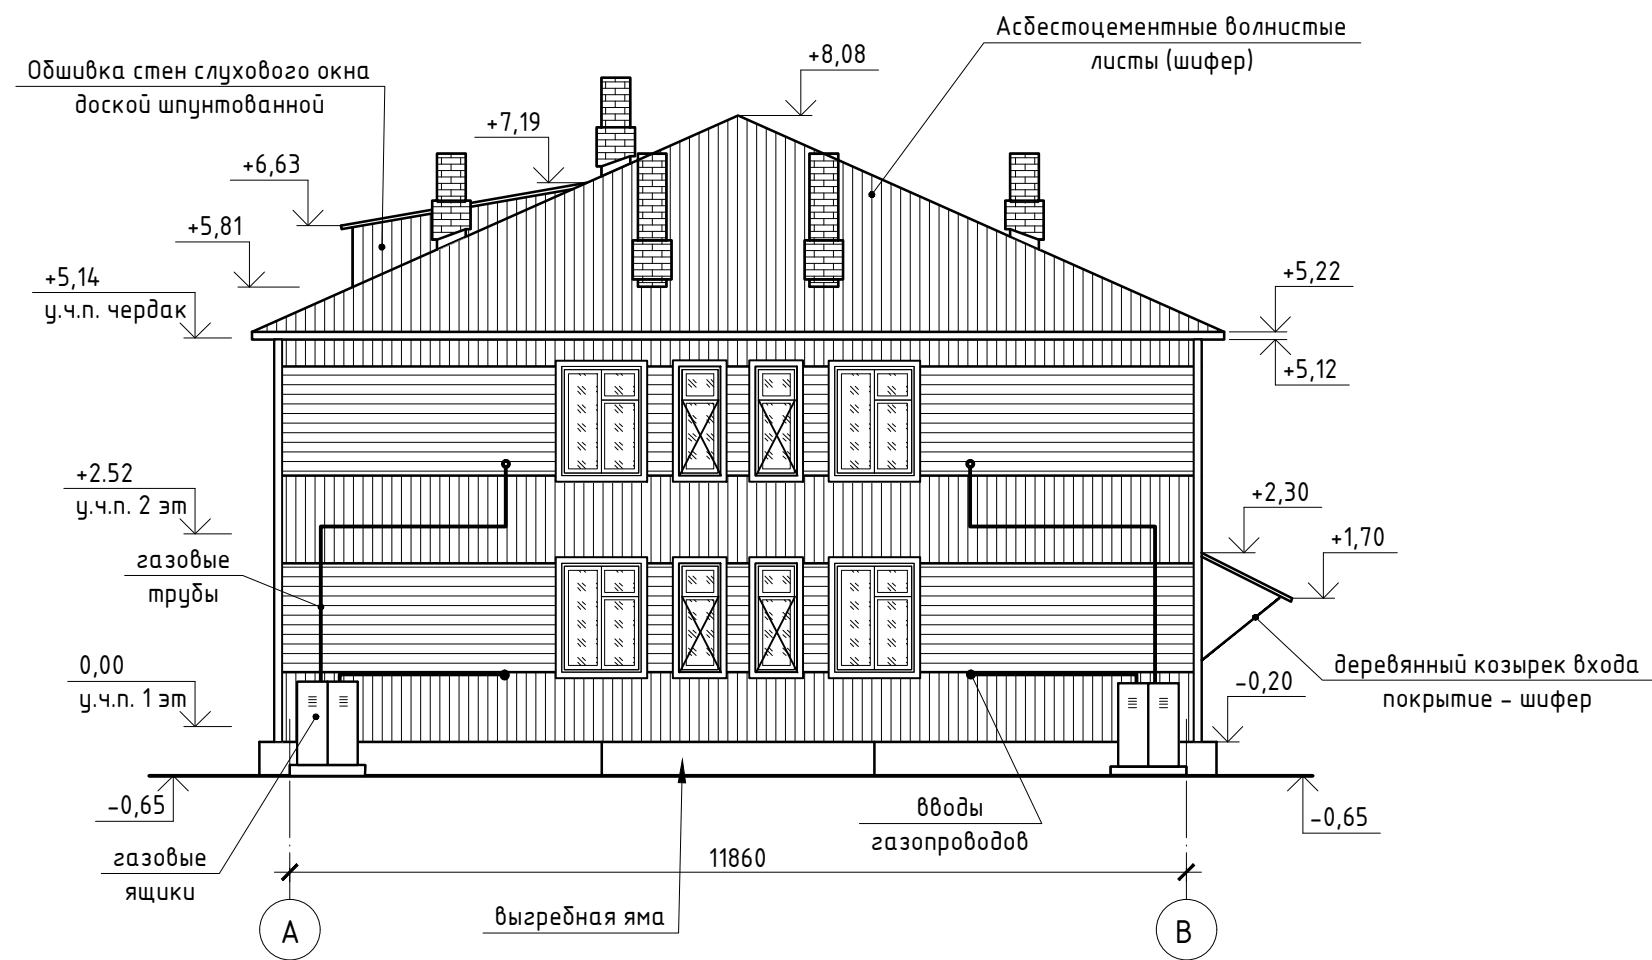 Асбестоцементные волнистые
листы (шифер)
+8,08
Обшивка стен слухового окна
доской шпунтованной
+7,19
+6,63
+5,81
+5,14
у.ч.п. чердак
+5,22
+5,12
+2.52
у.ч.п. 2 эт
+2,30
+1,70
газовые
трубы
0,00
у.ч.п. 1 эт
деревянный козырек входа
покрытие - шифер
-0,20
-0,65
вводы
газопроводов
-0,65
газовые
ящики
11860
выгребная яма
А
В